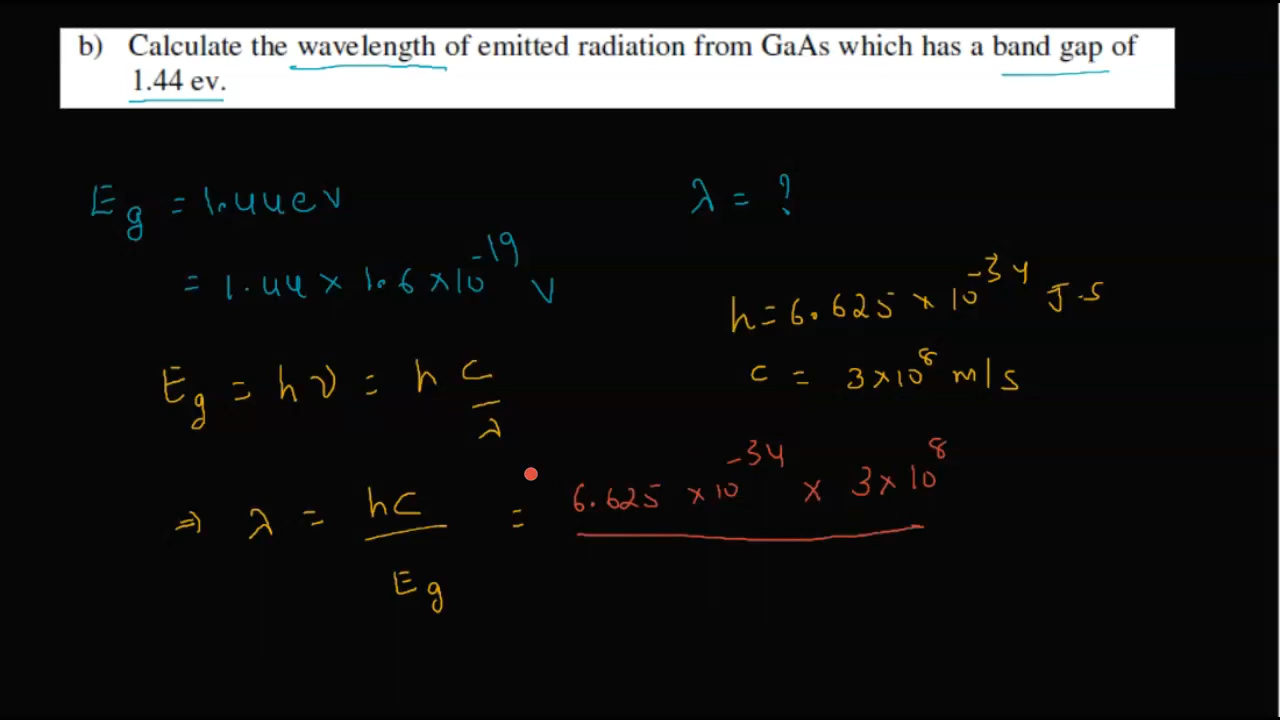 b) Calculate the wavelength of emitted radiation from GaAs which has a band gap of
1.44 ev.
Eg = 1.44 eV
λ = ?
= 1.44 × 1.6 × 10^-19 V
h = 6.625 × 10^-34 J·s
Eg = hν = h c/λ
c = 3×10^8 m/s
⇒ λ = hc/Eg = 6.625 × 10^-34 × 3×10^8